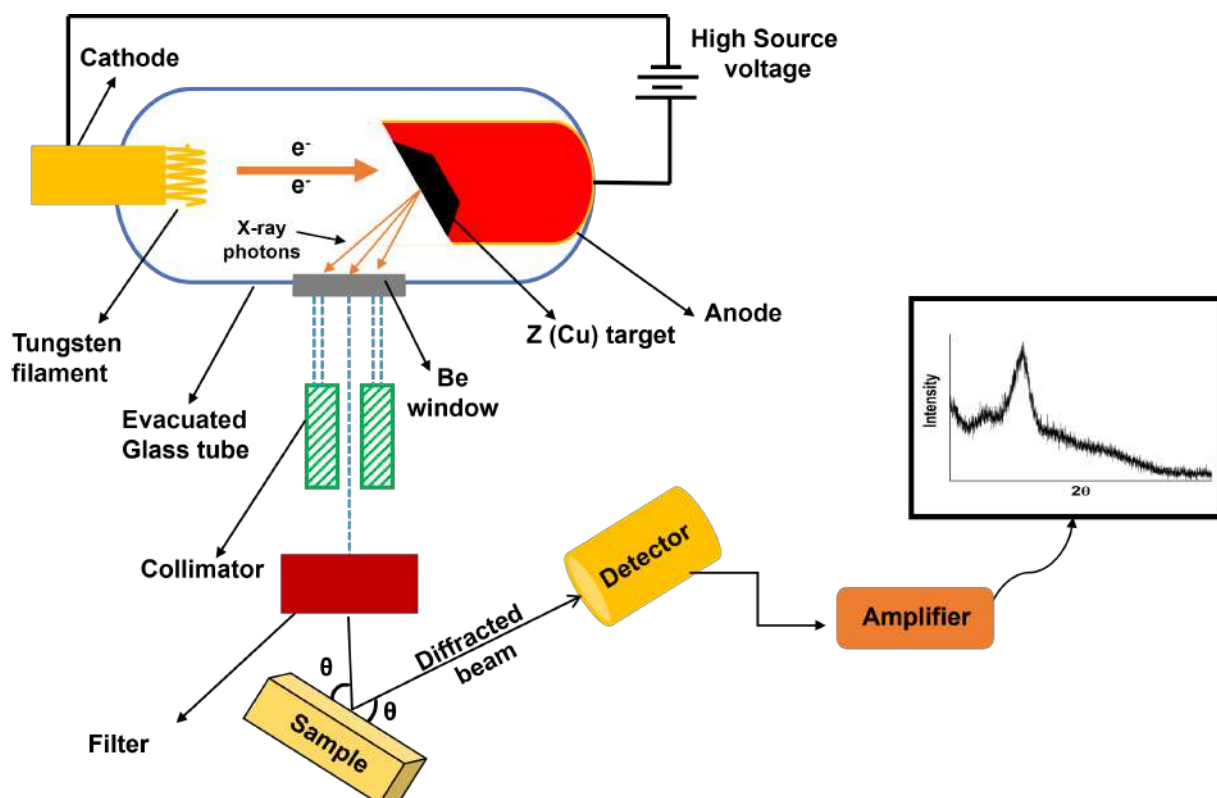 Cathode
High Source
voltage
e⁻
e⁻
X-ray
photons
Tungsten
filament
Evacuated
Glass tube
Z (Cu) target
Anode
Be
window
Collimator
Intensity
2θ
Detector
Amplifier
Diffracted
beam
θ
θ
Sample
Filter